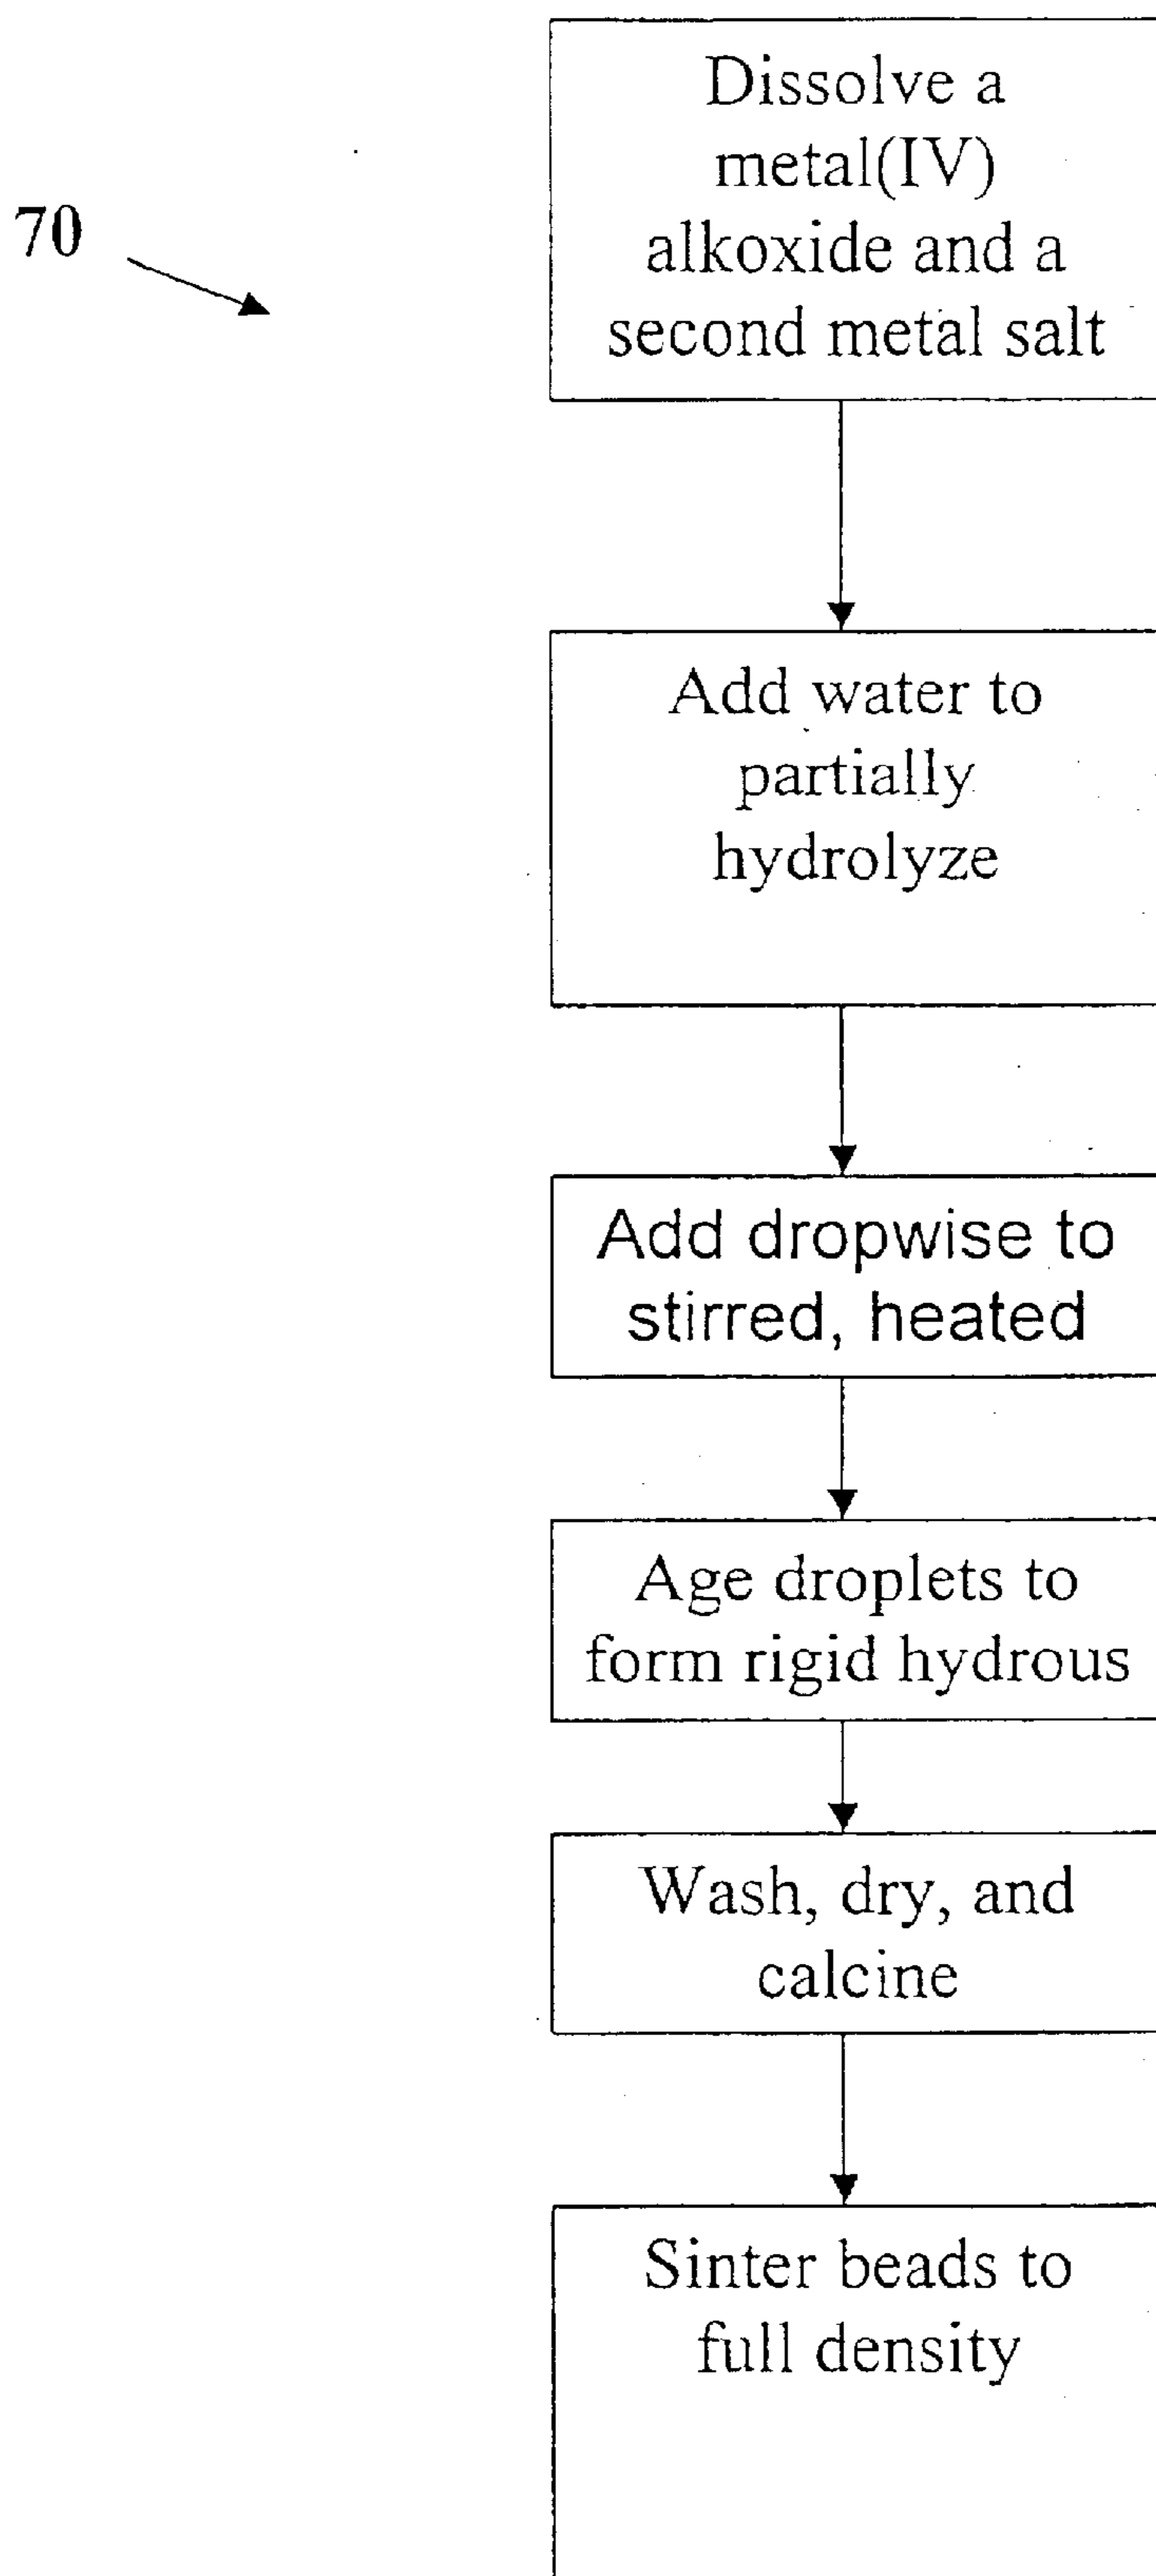 70
Dissolve a
metal(IV)
alkoxide and a
second metal salt
Add water to
partially
hydrolyze
Add dropwise to
stirred, heated
Age droplets to
form rigid hydrous
Wash, dry, and
calcine
Sinter beads to
full density